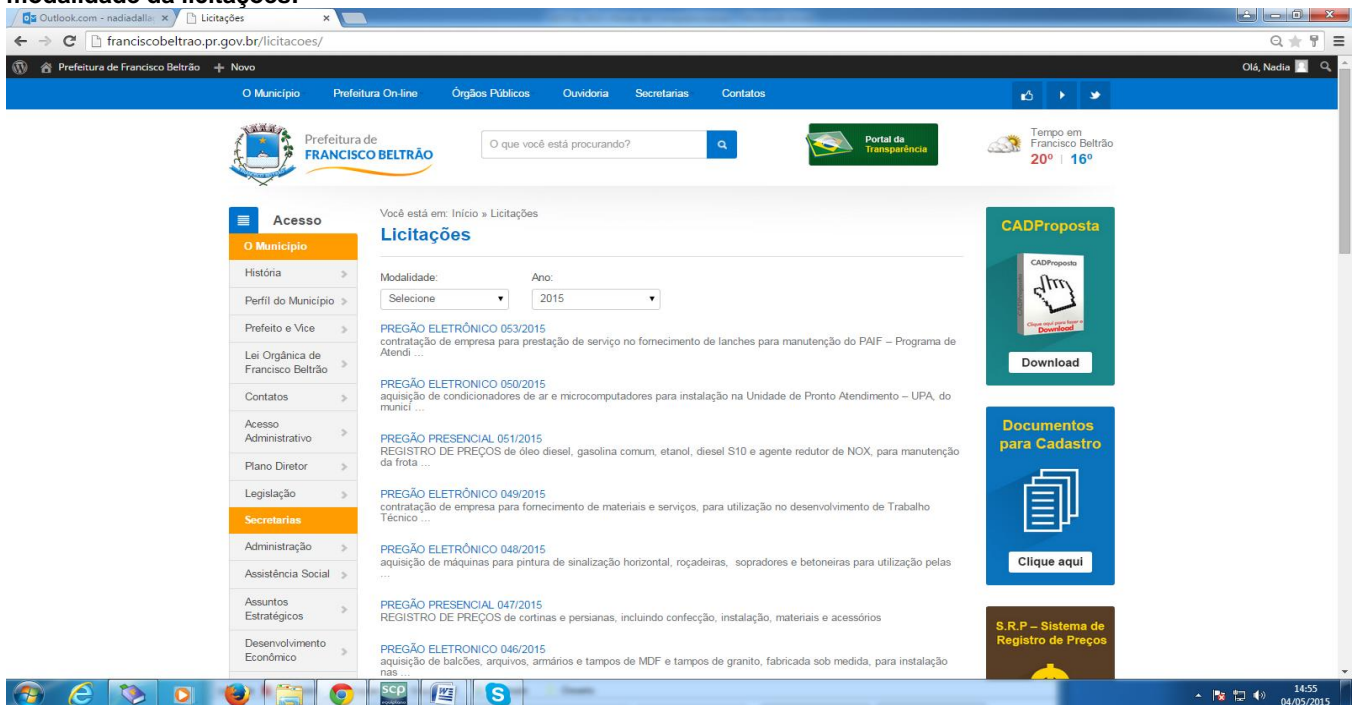 modalidade da licitações.
Outlook.com - nadiadalla
Licitações
franciscobeltrao.pr.gov.br/licitacoes/
Prefeitura de Francisco Beltrão + Novo
Olá, Nadia
O Município Prefeitura On-line Órgãos Públicos Ouvidoria Secretarias Contatos
Prefeitura de
FRANCISCO BELTRÃO
O que você está procurando?
Portal da
Transparência
Tempo em
Francisco Beltrão
20º | 16º
Acesso
O Município
História
Perfíl do Município
Prefeito e Vice
Lei Orgânica de
Francisco Beltrão
Contatos
Acesso
Administrativo
Plano Diretor
Legislação
Secretarias
Administração
Assistência Social
Assuntos
Estratégicos
Desenvolvimento
Econômico
Você está em: Início » Licitações
Licitações
Modalidade: Ano:
Selecione 2015
PREGÃO ELETRÔNICO 053/2015
contratação de empresa para prestação de serviço no fornecimento de lanches para manutenção do PAIF – Programa de
Atendi ...
PREGÃO ELETRONICO 050/2015
aquisição de condicionadores de ar e microcomputadores para instalação na Unidade de Pronto Atendimento – UPA, do
municí ...
PREGÃO PRESENCIAL 051/2015
REGISTRO DE PREÇOS de óleo diesel, gasolina comum, etanol, diesel S10 e agente redutor de NOX, para manutenção
da frota ...
PREGÃO ELETRÔNICO 049/2015
contratação de empresa para fornecimento de materiais e serviços, para utilização no desenvolvimento de Trabalho
Técnico ...
PREGÃO ELETRÔNICO 048/2015
aquisição de máquinas para pintura de sinalização horizontal, roçadeiras, sopradores e betoneiras para utilização pelas
...
PREGÃO PRESENCIAL 047/2015
REGISTRO DE PREÇOS de cortinas e persianas, incluindo confecção, instalação, materiais e acessórios
PREGÃO ELETRONICO 046/2015
aquisição de balcões, arquivos, armários e tampos de MDF e tampos de granito, fabricada sob medida, para instalação
nas ...
CADProposta
CADProposta
CADProposta
Clique aqui para fazer o
Download
Download
Documentos
para Cadastro
Clique aqui
S.R.P – Sistema de
Registro de Preços
scp
14:55
04/05/2015